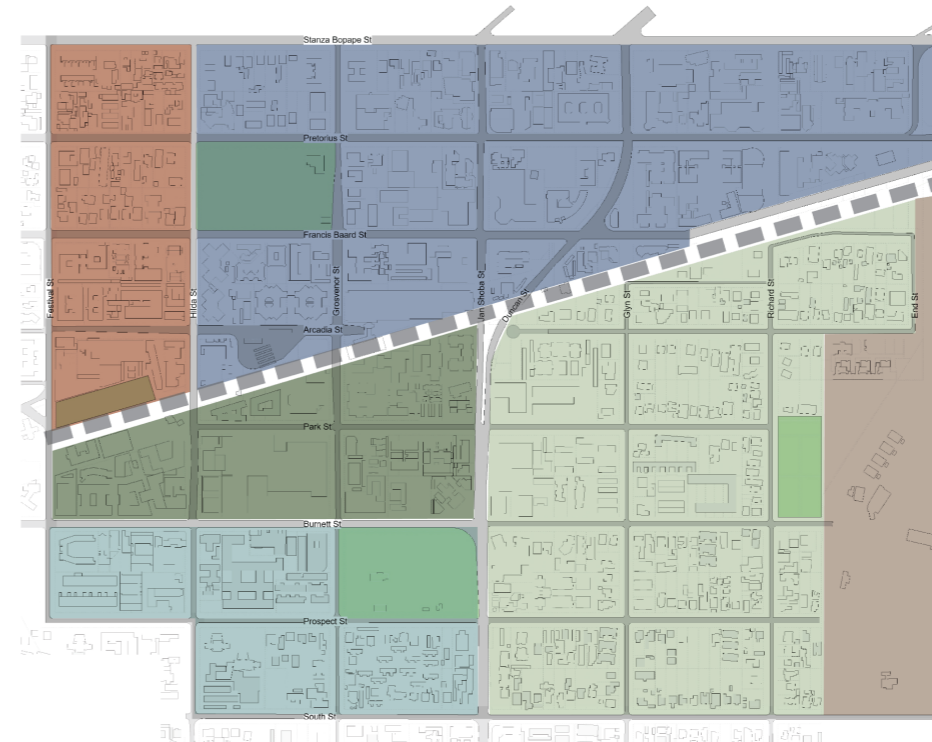 Stanza Bopape St
Pretorius St
Francis Baard St
Festival St
Hilda St
Grosvenor St
Jan Shoba St
Duncan St
Glyn St
Richard St
End St
Arcadia St
Park St
Burnett St
Prospect St
South St